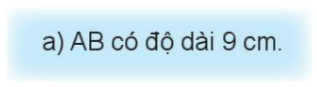 a) AB có độ dài 9 cm.